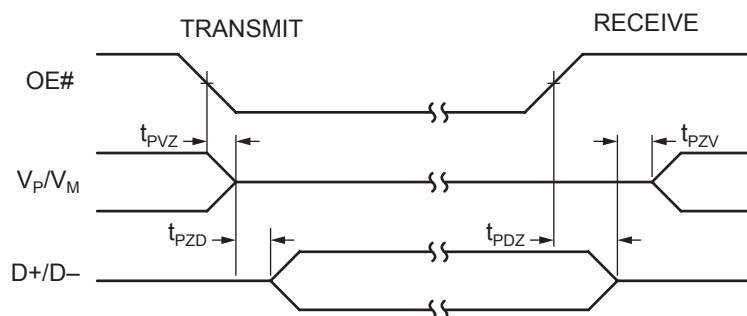 TRANSMIT
RECEIVE
OE#
tPVZ
tPZV
VP/VM
tPZD
tPDZ
D+/D–